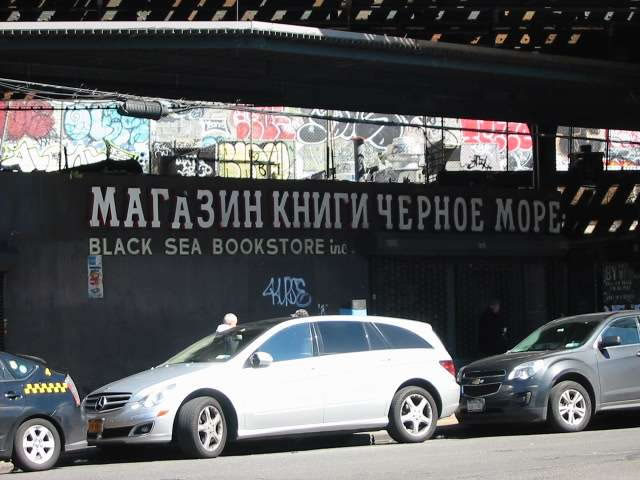 МАГАЗИН КНИГИ ЧЕРНОЕ МОРЕ
BLACK SEA BOOKSTORE inc.